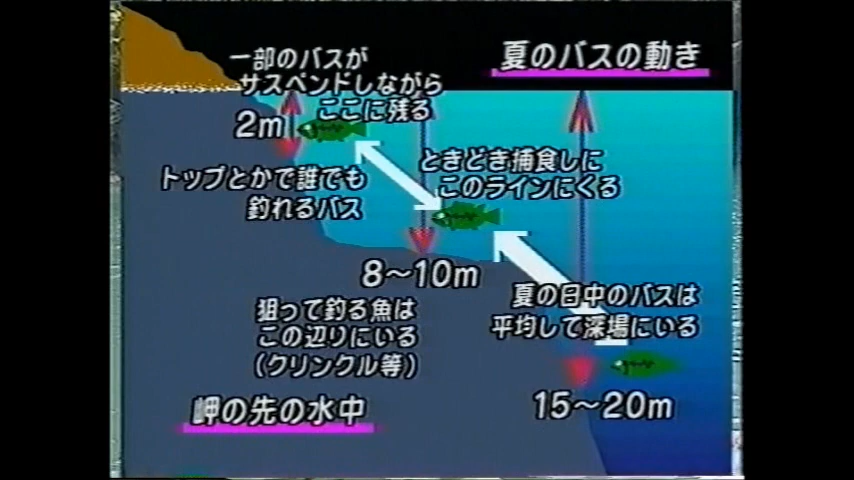 夏のバスの動き
一部のバスが
サスペンドしながら
ここに残る
2m
トップとかで誰でも
釣れるバス
ときどき捕食しに
このラインにくる
8〜10m
狙って釣る魚は
この辺りにいる
(クリンクル等)
夏の日中のバスは
平均して深場にいる
15〜20m
岬の先の水中